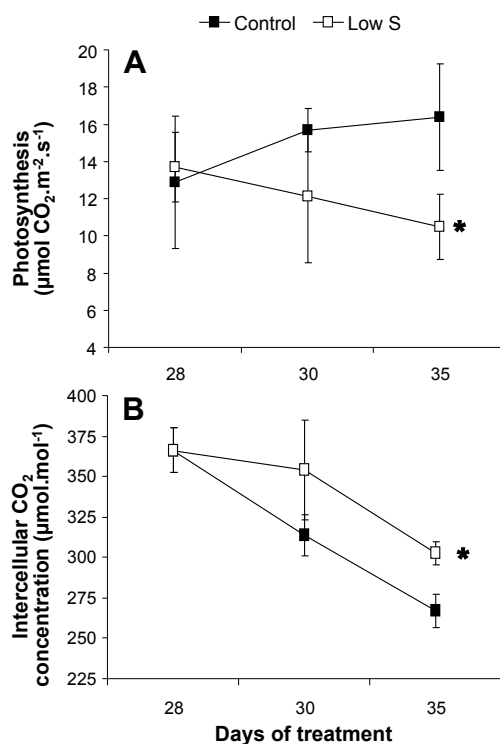 Control Low S
A
Photosynthesis
(µmol CO₂.m⁻².s⁻¹)
20
18
16
14
12
10
8
6
4
*
28 30 35
B
Intercellular CO₂
concentration (µmol.mol⁻¹)
400
375
350
325
300
275
250
225
*
28 30 35
Days of treatment